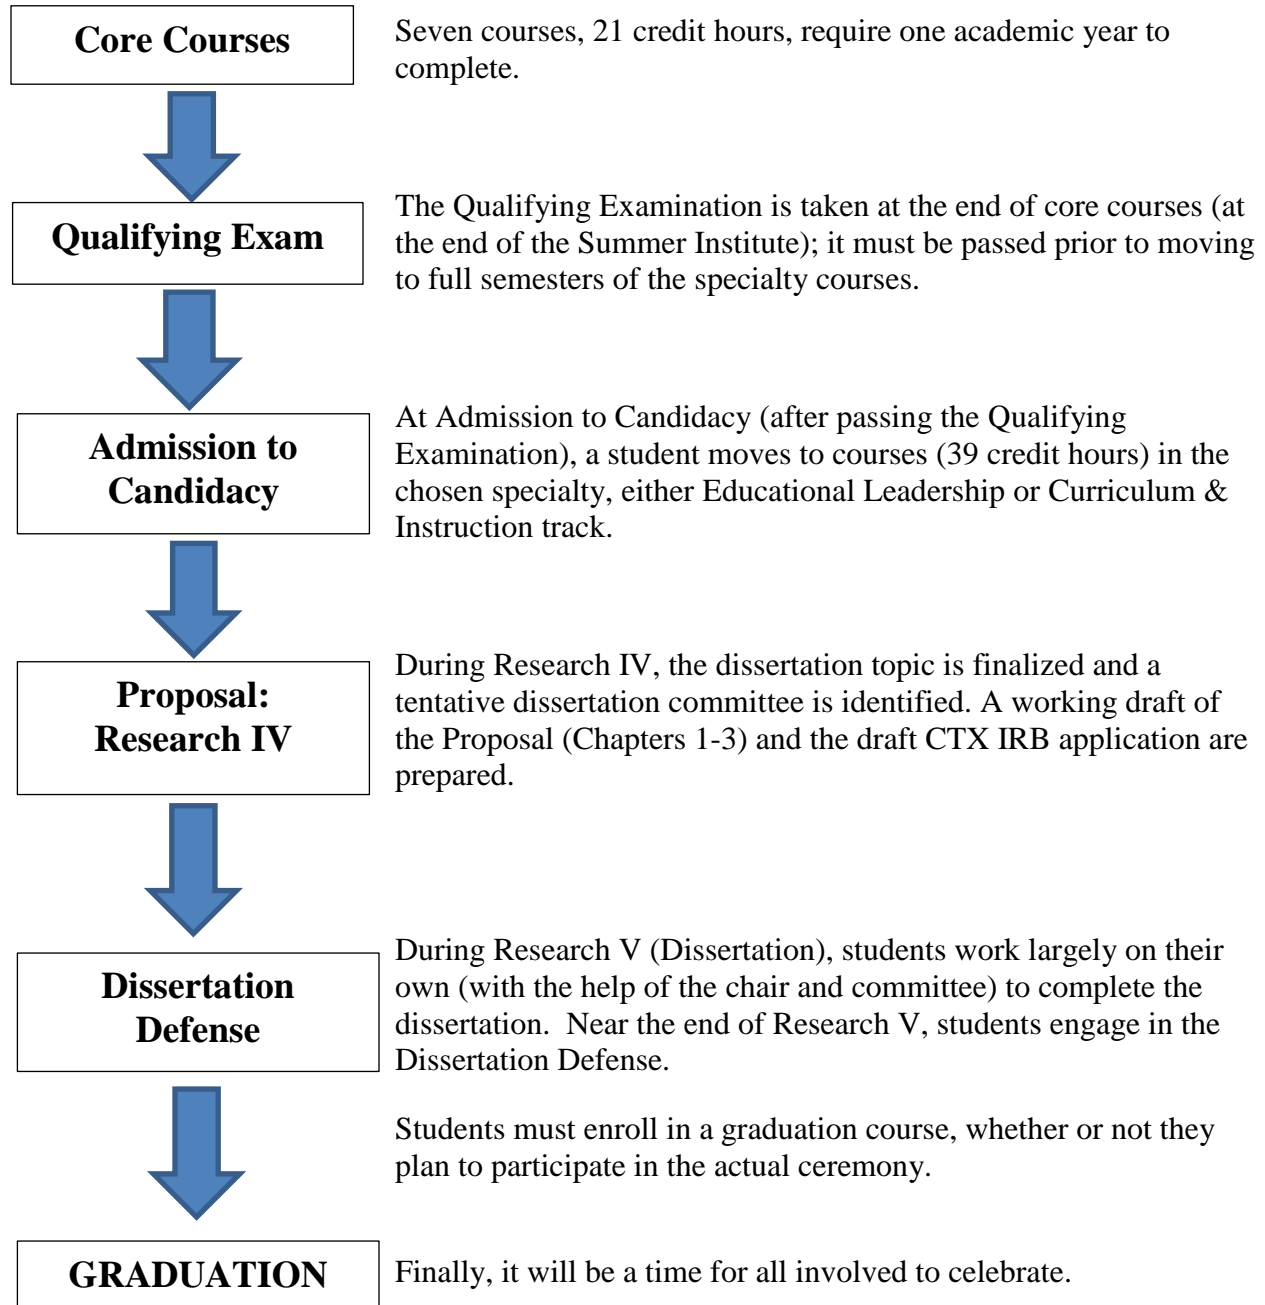 Core Courses
Seven courses, 21 credit hours, require one academic year to
complete.
Qualifying Exam
The Qualifying Examination is taken at the end of core courses (at
the end of the Summer Institute); it must be passed prior to moving
to full semesters of the specialty courses.
Admission to
Candidacy
At Admission to Candidacy (after passing the Qualifying
Examination), a student moves to courses (39 credit hours) in the
chosen specialty, either Educational Leadership or Curriculum &
Instruction track.
Proposal:
Research IV
During Research IV, the dissertation topic is finalized and a
tentative dissertation committee is identified. A working draft of
the Proposal (Chapters 1-3) and the draft CTX IRB application are
prepared.
Dissertation
Defense
During Research V (Dissertation), students work largely on their
own (with the help of the chair and committee) to complete the
dissertation.  Near the end of Research V, students engage in the
Dissertation Defense.
Students must enroll in a graduation course, whether or not they
plan to participate in the actual ceremony.
GRADUATION
Finally, it will be a time for all involved to celebrate.